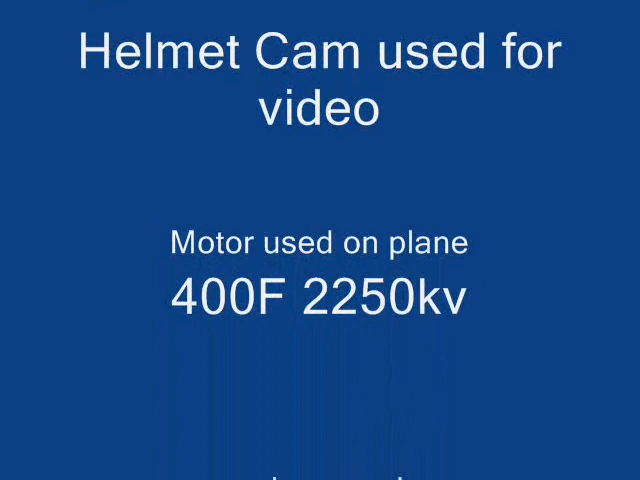 Helmet Cam used for
video
Motor used on plane
400F 2250kv